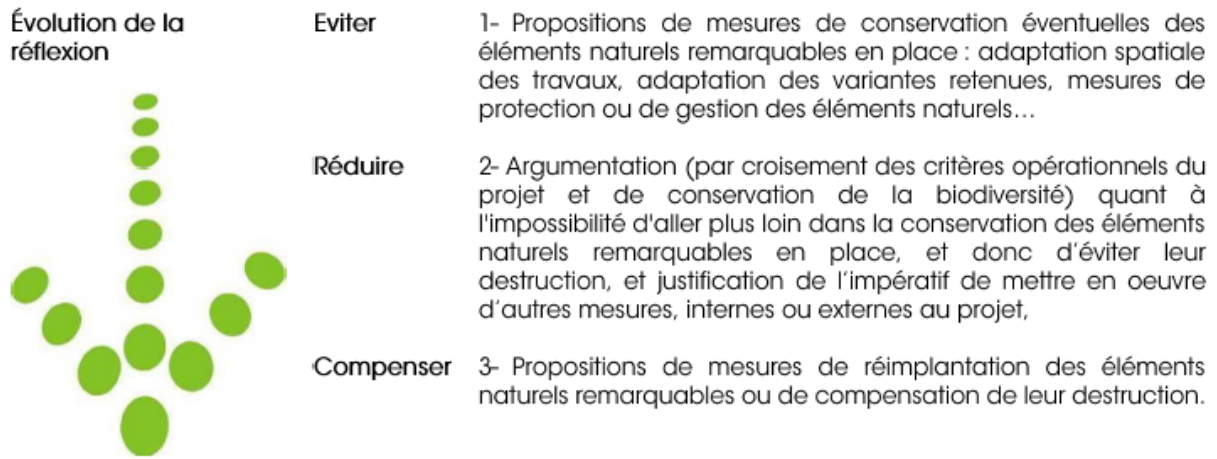 Évolution de la
réflexion
Eviter
1- Propositions de mesures de conservation éventuelles des
éléments naturels remarquables en place : adaptation spatiale
des travaux, adaptation des variantes retenues, mesures de
protection ou de gestion des éléments naturels…
Réduire
2- Argumentation (par croisement des critères opérationnels du
projet et de conservation de la biodiversité) quant à
l'impossibilité d'aller plus loin dans la conservation des éléments
naturels remarquables en place, et donc d’éviter leur
destruction, et justification de l’impératif de mettre en oeuvre
d’autres mesures, internes ou externes au projet,
Compenser
3- Propositions de mesures de réimplantation des éléments
naturels remarquables ou de compensation de leur destruction.